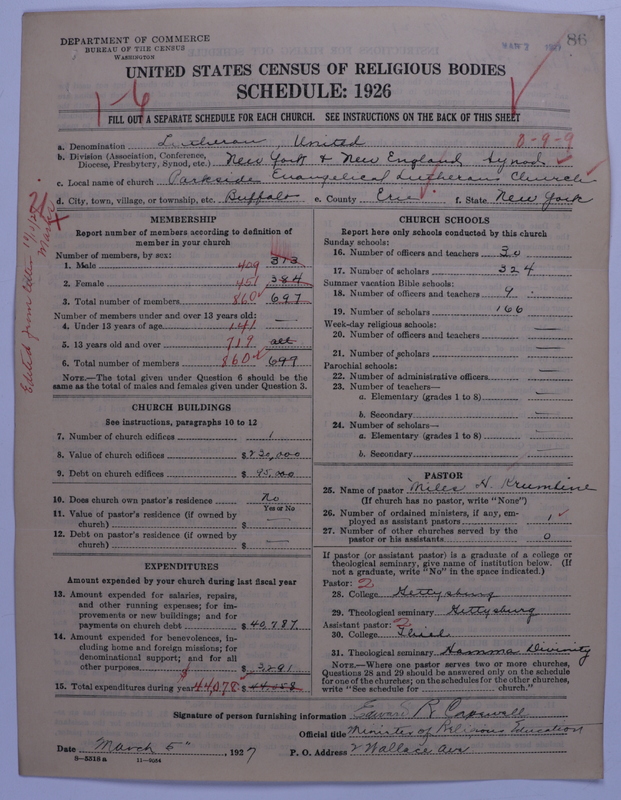 DEPARTMENT OF COMMERCE
BUREAU OF THE CENSUS
WASHINGTON
86
UNITED STATES CENSUS OF RELIGIOUS BODIES
SCHEDULE: 1926
1-6
FILL OUT A SEPARATE SCHEDULE FOR EACH CHURCH. SEE INSTRUCTIONS ON THE BACK OF THIS SHEET
a. Denomination Lutheran, United 8-9-9
b. Division (Association, Conference, Diocese, Presbytery, Synod, etc.) New York & New England Synod
c. Local name of church Parkside Evangelical Lutheran Church
d. City, town, village, or township, etc. Buffalo e. County Erie f. State New York
MEMBERSHIP
Report number of members according to definition of
member in your church
Number of members, by sex:
1. Male 409 313
2. Female 451 384
3. Total number of members 860 697
Number of members under and over 13 years old:
4. Under 13 years of age 141 —
5. 13 years old and over 719 all
6. Total number of members 860 699
NOTE.—The total given under Question 6 should be
same as the total of males and females given under Question 3.
CHURCH BUILDINGS
See instructions, paragraphs 10 to 12
7. Number of church edifices 1
8. Value of church edifices $220,000
9. Debt on church edifices $45,000
10. Does church own pastor's residence No
Yes or No
11. Value of pastor's residence (if owned by
church) $ —
12. Debt on pastor's residence (if owned by
church) $ —
EXPENDITURES
Amount expended by your church during last fiscal year
13. Amount expended for salaries, repairs,
and other running expenses; for im-
provements or new buildings; and for
payments on church debt $40,787
14. Amount expended for benevolences, in-
cluding home and foreign missions; for
denominational support; and for all
other purposes $3291
15. Total expenditures during year $44,078 $44,058
CHURCH SCHOOLS
Report here only schools conducted by this church
Sunday schools:
16. Number of officers and teachers 30
17. Number of scholars 324
Summer vacation Bible schools:
18. Number of officers and teachers 9
19. Number of scholars 166
Week-day religious schools:
20. Number of officers and teachers —
21. Number of scholars —
Parochial schools:
22. Number of administrative officers —
23. Number of teachers—
a. Elementary (grades 1 to 8) —
b. Secondary —
24. Number of scholars—
a. Elementary (grades 1 to 8) —
b. Secondary —
PASTOR
25. Name of pastor Miles H. Krumbine
(If church has no pastor, write "None")
26. Number of ordained ministers, if any, em-
ployed as assistant pastors 1
27. Number of other churches served by the
pastor or his assistants 0
If pastor (or assistant pastor) is a graduate of a college or
theological seminary, give name of institution below. (If
not a graduate, write "No" in the space indicated.)
Pastor: 2
28. College Gettysburg
29. Theological seminary Gettysburg
Assistant pastor: 2
30. College Thiel
31. Theological seminary Hamma Divinity
NOTE.—Where one pastor serves two or more churches,
Questions 28 and 29 should be answered only on the schedule
for one of the churches; on the schedules for the other churches,
write "See schedule for church."
Signature of person furnishing information Edward R.
Official title Minister of Religious Education
Date March 5" 1927 P. O. Address 2 Wallace Ave
8-5318 a 11-9034